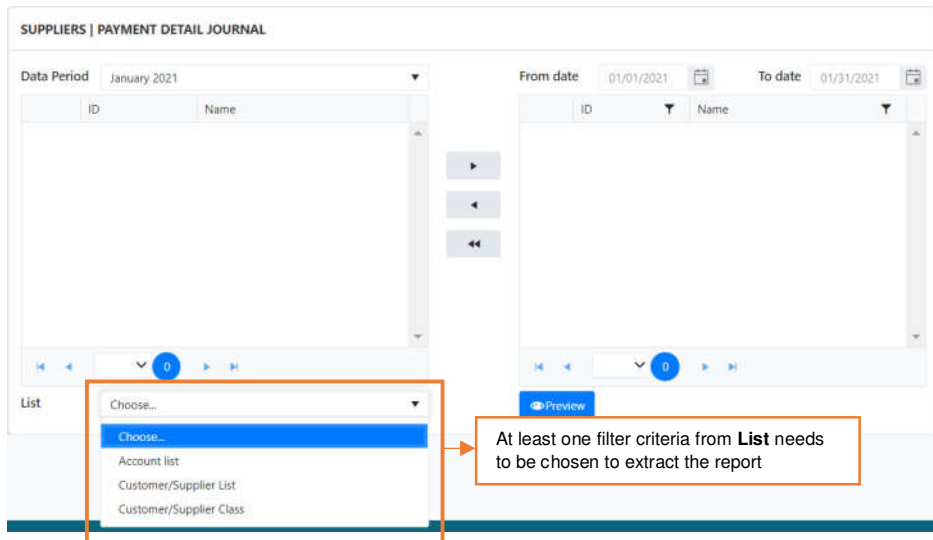 SUPPLIERS | PAYMENT DETAIL JOURNAL
Data Period January 2021 From date 01/01/2021 To date 01/31/2021
ID Name ID Name
0 0
List Choose... Preview
Choose...
Account list
Customer/Supplier List
Customer/Supplier Class
At least one filter criteria from List needs
to be chosen to extract the report